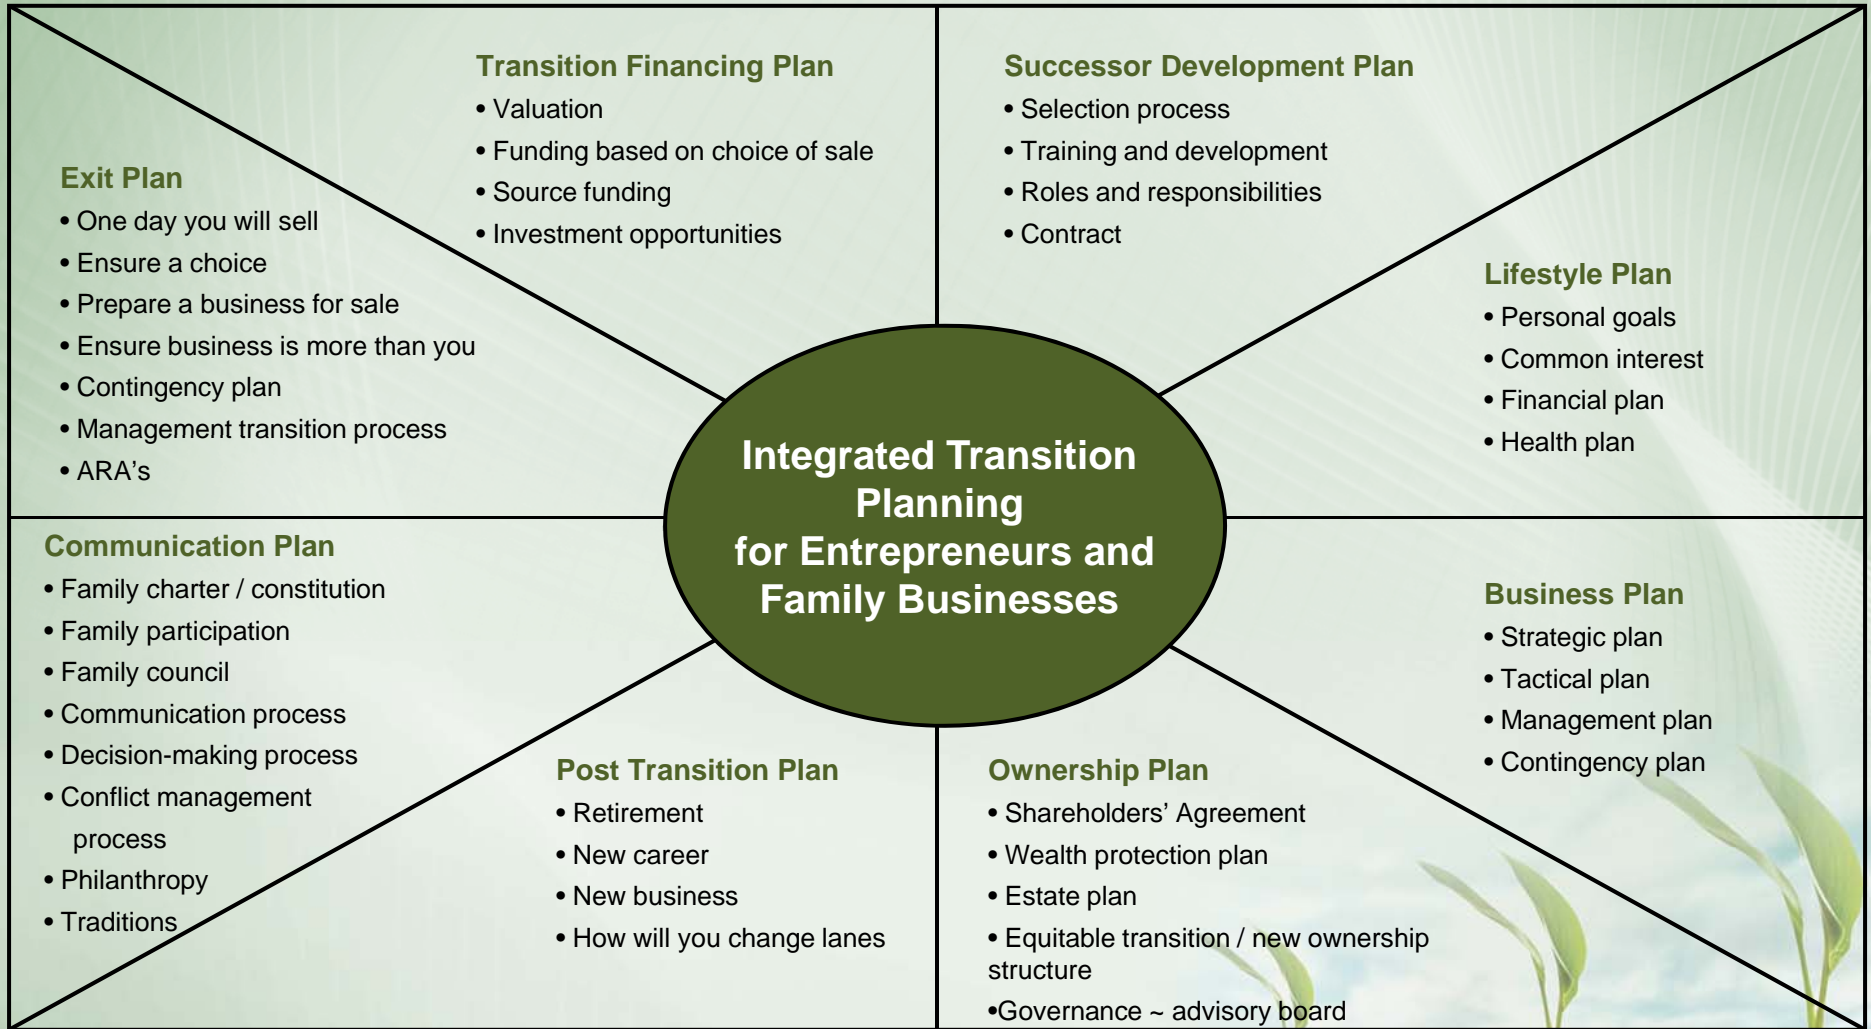 Transition Financing Plan
• Valuation
• Funding based on choice of sale
• Source funding
• Investment opportunities
Successor Development Plan
• Selection process
• Training and development
• Roles and responsibilities
• Contract
Exit Plan
• One day you will sell
• Ensure a choice
• Prepare a business for sale
• Ensure business is more than you
• Contingency plan
• Management transition process
• ARA’s
Lifestyle Plan
• Personal goals
• Common interest
• Financial plan
• Health plan
Integrated Transition
Planning
for Entrepreneurs and
Family Businesses
Communication Plan
• Family charter / constitution
• Family participation
• Family council
• Communication process
• Decision-making process
• Conflict management
process
• Philanthropy
• Traditions
Business Plan
• Strategic plan
• Tactical plan
• Management plan
• Contingency plan
Post Transition Plan
• Retirement
• New career
• New business
• How will you change lanes
Ownership Plan
• Shareholders’ Agreement
• Wealth protection plan
• Estate plan
• Equitable transition / new ownership
structure
•Governance ~ advisory board